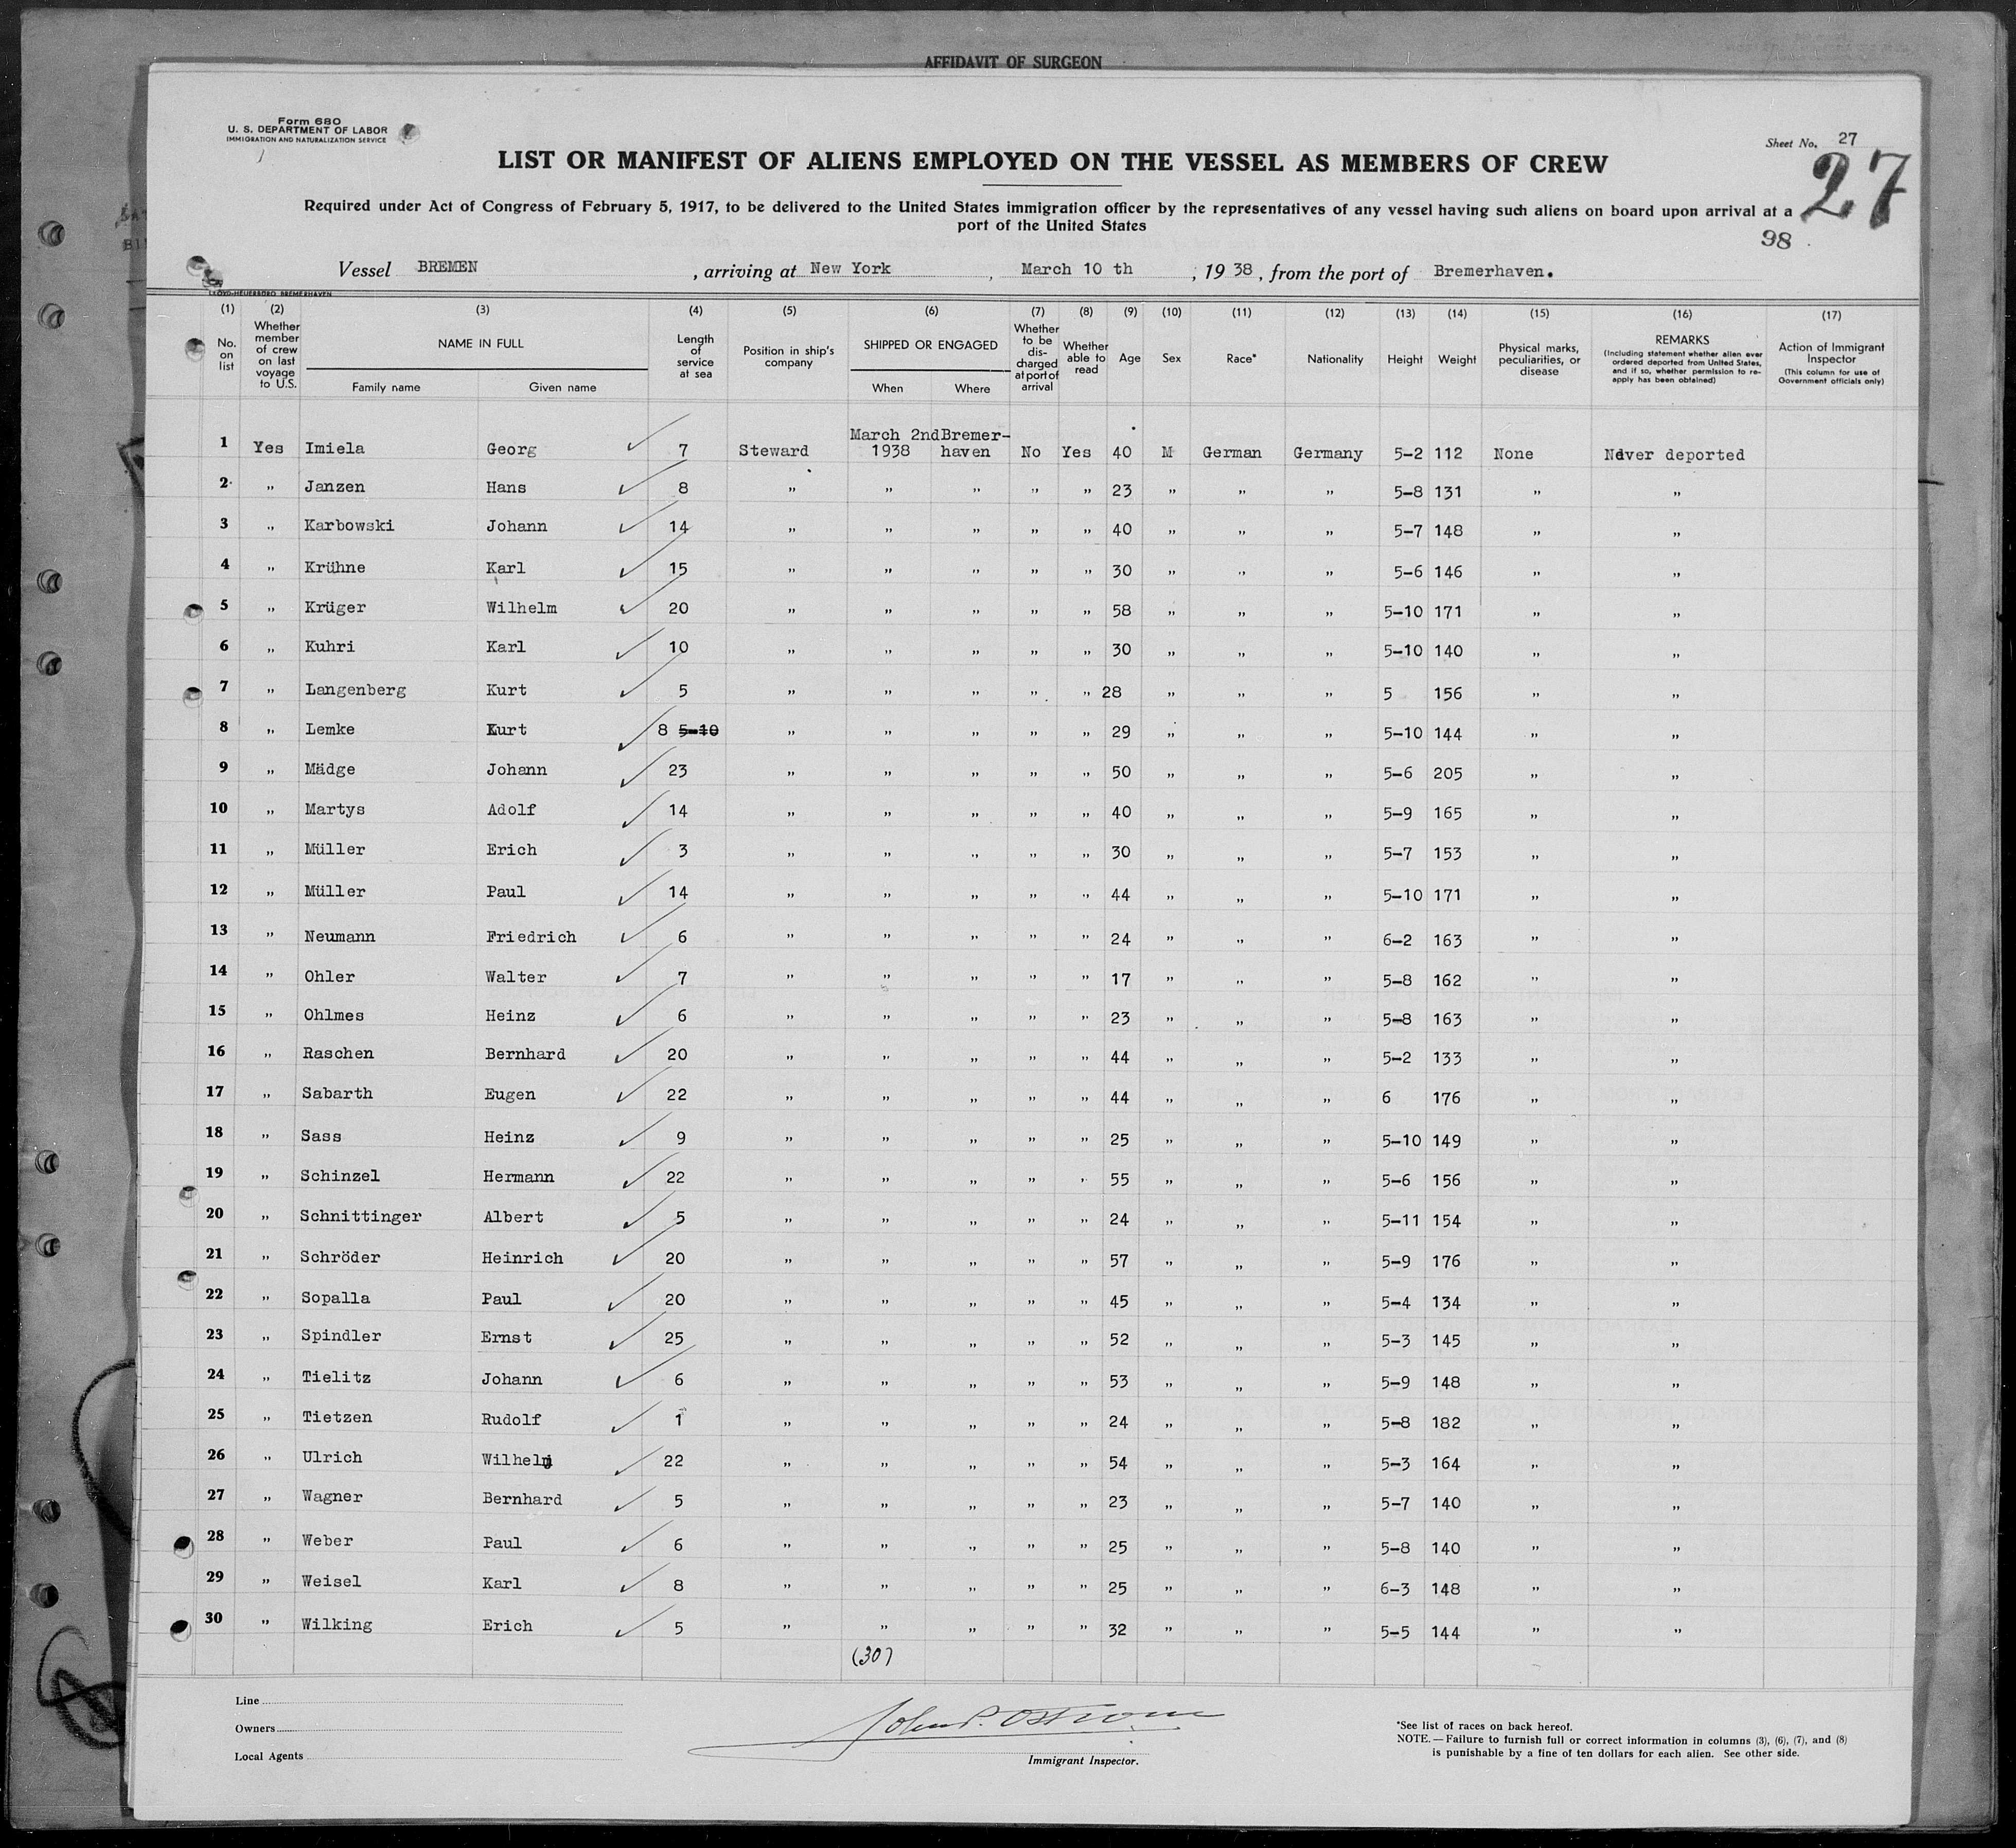 AFFIDAVIT OF SURGEON
Form 680
U. S. DEPARTMENT OF LABOR
IMMIGRATION AND NATURALIZATION SERVICE
Sheet No. 27
27
LIST OR MANIFEST OF ALIENS EMPLOYED ON THE VESSEL AS MEMBERS OF CREW
Required under Act of Congress of February 5, 1917, to be delivered to the United States immigration officer by the representatives of any vessel having such aliens on board upon arrival at a
port of the United States
98
Vessel BREMEN , arriving at New York , March 10 th , 19 38 , from the port of Bremerhaven.
(1) (2) (3) (4) (5) (6) (7) (8) (9) (10) (11) (12) (13) (14) (15) (16) (17)
No. on list
Whether member of crew on last voyage to U.S.
NAME IN FULL
Family name Given name
Length of service at sea
Position in ship's company
SHIPPED OR ENGAGED
When Where
Whether to be discharged at port of arrival
Whether able to read
Age
Sex
Race*
Nationality
Height
Weight
Physical marks, peculiarities, or disease
REMARKS
(Including statement whether alien ever ordered deported from United States, and if so, whether permission to re-apply has been obtained)
Action of Immigrant Inspector
(This column for use of Government officials only)
1 Yes Imiela Georg 7 Steward March 2nd 1938 Bremer-haven No Yes 40 M German Germany 5-2 112 None Never deported
2 " Janzen Hans 8 " " " " " 23 " " " 5-8 131 " "
3 " Karbowski Johann 14 " " " " " 40 " " " 5-7 148 " "
4 " Krühne Karl 15 " " " " " 30 " " " 5-6 146 " "
5 " Krüger Wilhelm 20 " " " " " 58 " " " 5-10 171 " "
6 " Kuhri Karl 10 " " " " " 30 " " " 5-10 140 " "
7 " Langenberg Kurt 5 " " " " " 28 " " " 5 156 " "
8 " Lemke Kurt 8 5-10 " " " " " 29 " " " 5-10 144 " "
9 " Mädge Johann 23 " " " " " 50 " " " 5-6 205 " "
10 " Martys Adolf 14 " " " " " 40 " " " 5-9 165 " "
11 " Müller Erich 3 " " " " " 30 " " " 5-7 153 " "
12 " Müller Paul 14 " " " " " 44 " " " 5-10 171 " "
13 " Neumann Friedrich 6 " " " " " 24 " " " 6-2 163 " "
14 " Ohler Walter 7 " " " " " 17 " " " 5-8 162 " "
15 " Ohlmes Heinz 6 " " " " " 23 " " " 5-8 163 " "
16 " Raschen Bernhard 20 " " " " " 44 " " " 5-2 133 " "
17 " Sabarth Eugen 22 " " " " " 44 " " " 6 176 " "
18 " Sass Heinz 9 " " " " " 25 " " " 5-10 149 " "
19 " Schinzel Hermann 22 " " " " " 55 " " " 5-6 156 " "
20 " Schnittinger Albert 5 " " " " " 24 " " " 5-11 154 " "
21 " Schröder Heinrich 20 " " " " " 57 " " " 5-9 176 " "
22 " Sopalla Paul 20 " " " " " 45 " " " 5-4 134 " "
23 " Spindler Ernst 25 " " " " " 52 " " " 5-3 145 " "
24 " Tielitz Johann 6 " " " " " 53 " " " 5-9 148 " "
25 " Tietzen Rudolf 1 " " " " " 24 " " " 5-8 182 " "
26 " Ulrich Wilhelm 22 " " " " " 54 " " " 5-3 164 " "
27 " Wagner Bernhard 5 " " " " " 23 " " " 5-7 140 " "
28 " Weber Paul 6 " " " " " 25 " " " 5-8 140 " "
29 " Weisel Karl 8 " " " " " 25 " " " 6-3 148 " "
30 " Wilking Erich 5 " " " " " 32 " " " 5-5 144 " "
(30)
Line
Owners
Local Agents
Immigrant Inspector.
*See list of races on back hereof.
NOTE.—Failure to furnish full or correct information in columns (3), (6), (7), and (8)
is punishable by a fine of ten dollars for each alien. See other side.